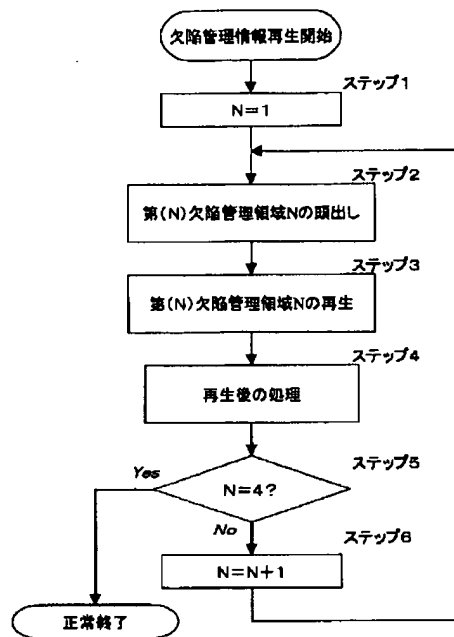 欠陥管理情報再生開始
ステップ1
N=1
ステップ2
第(N)欠陥管理領域Nの頭出し
ステップ3
第(N)欠陥管理領域Nの再生
ステップ4
再生後の処理
ステップ5
Yes
N=4?
No
ステップ6
N=N+1
正常終了